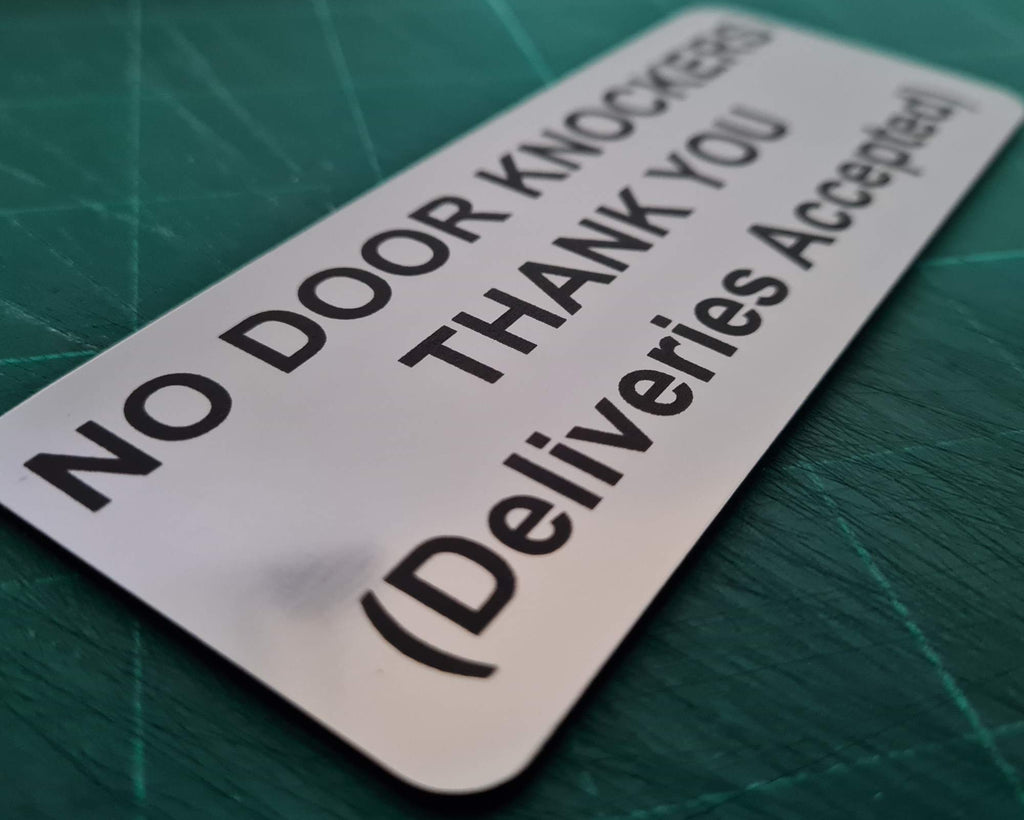 NO DOOR KNOCKERS
THANK YOU
(Deliveries Accepted)